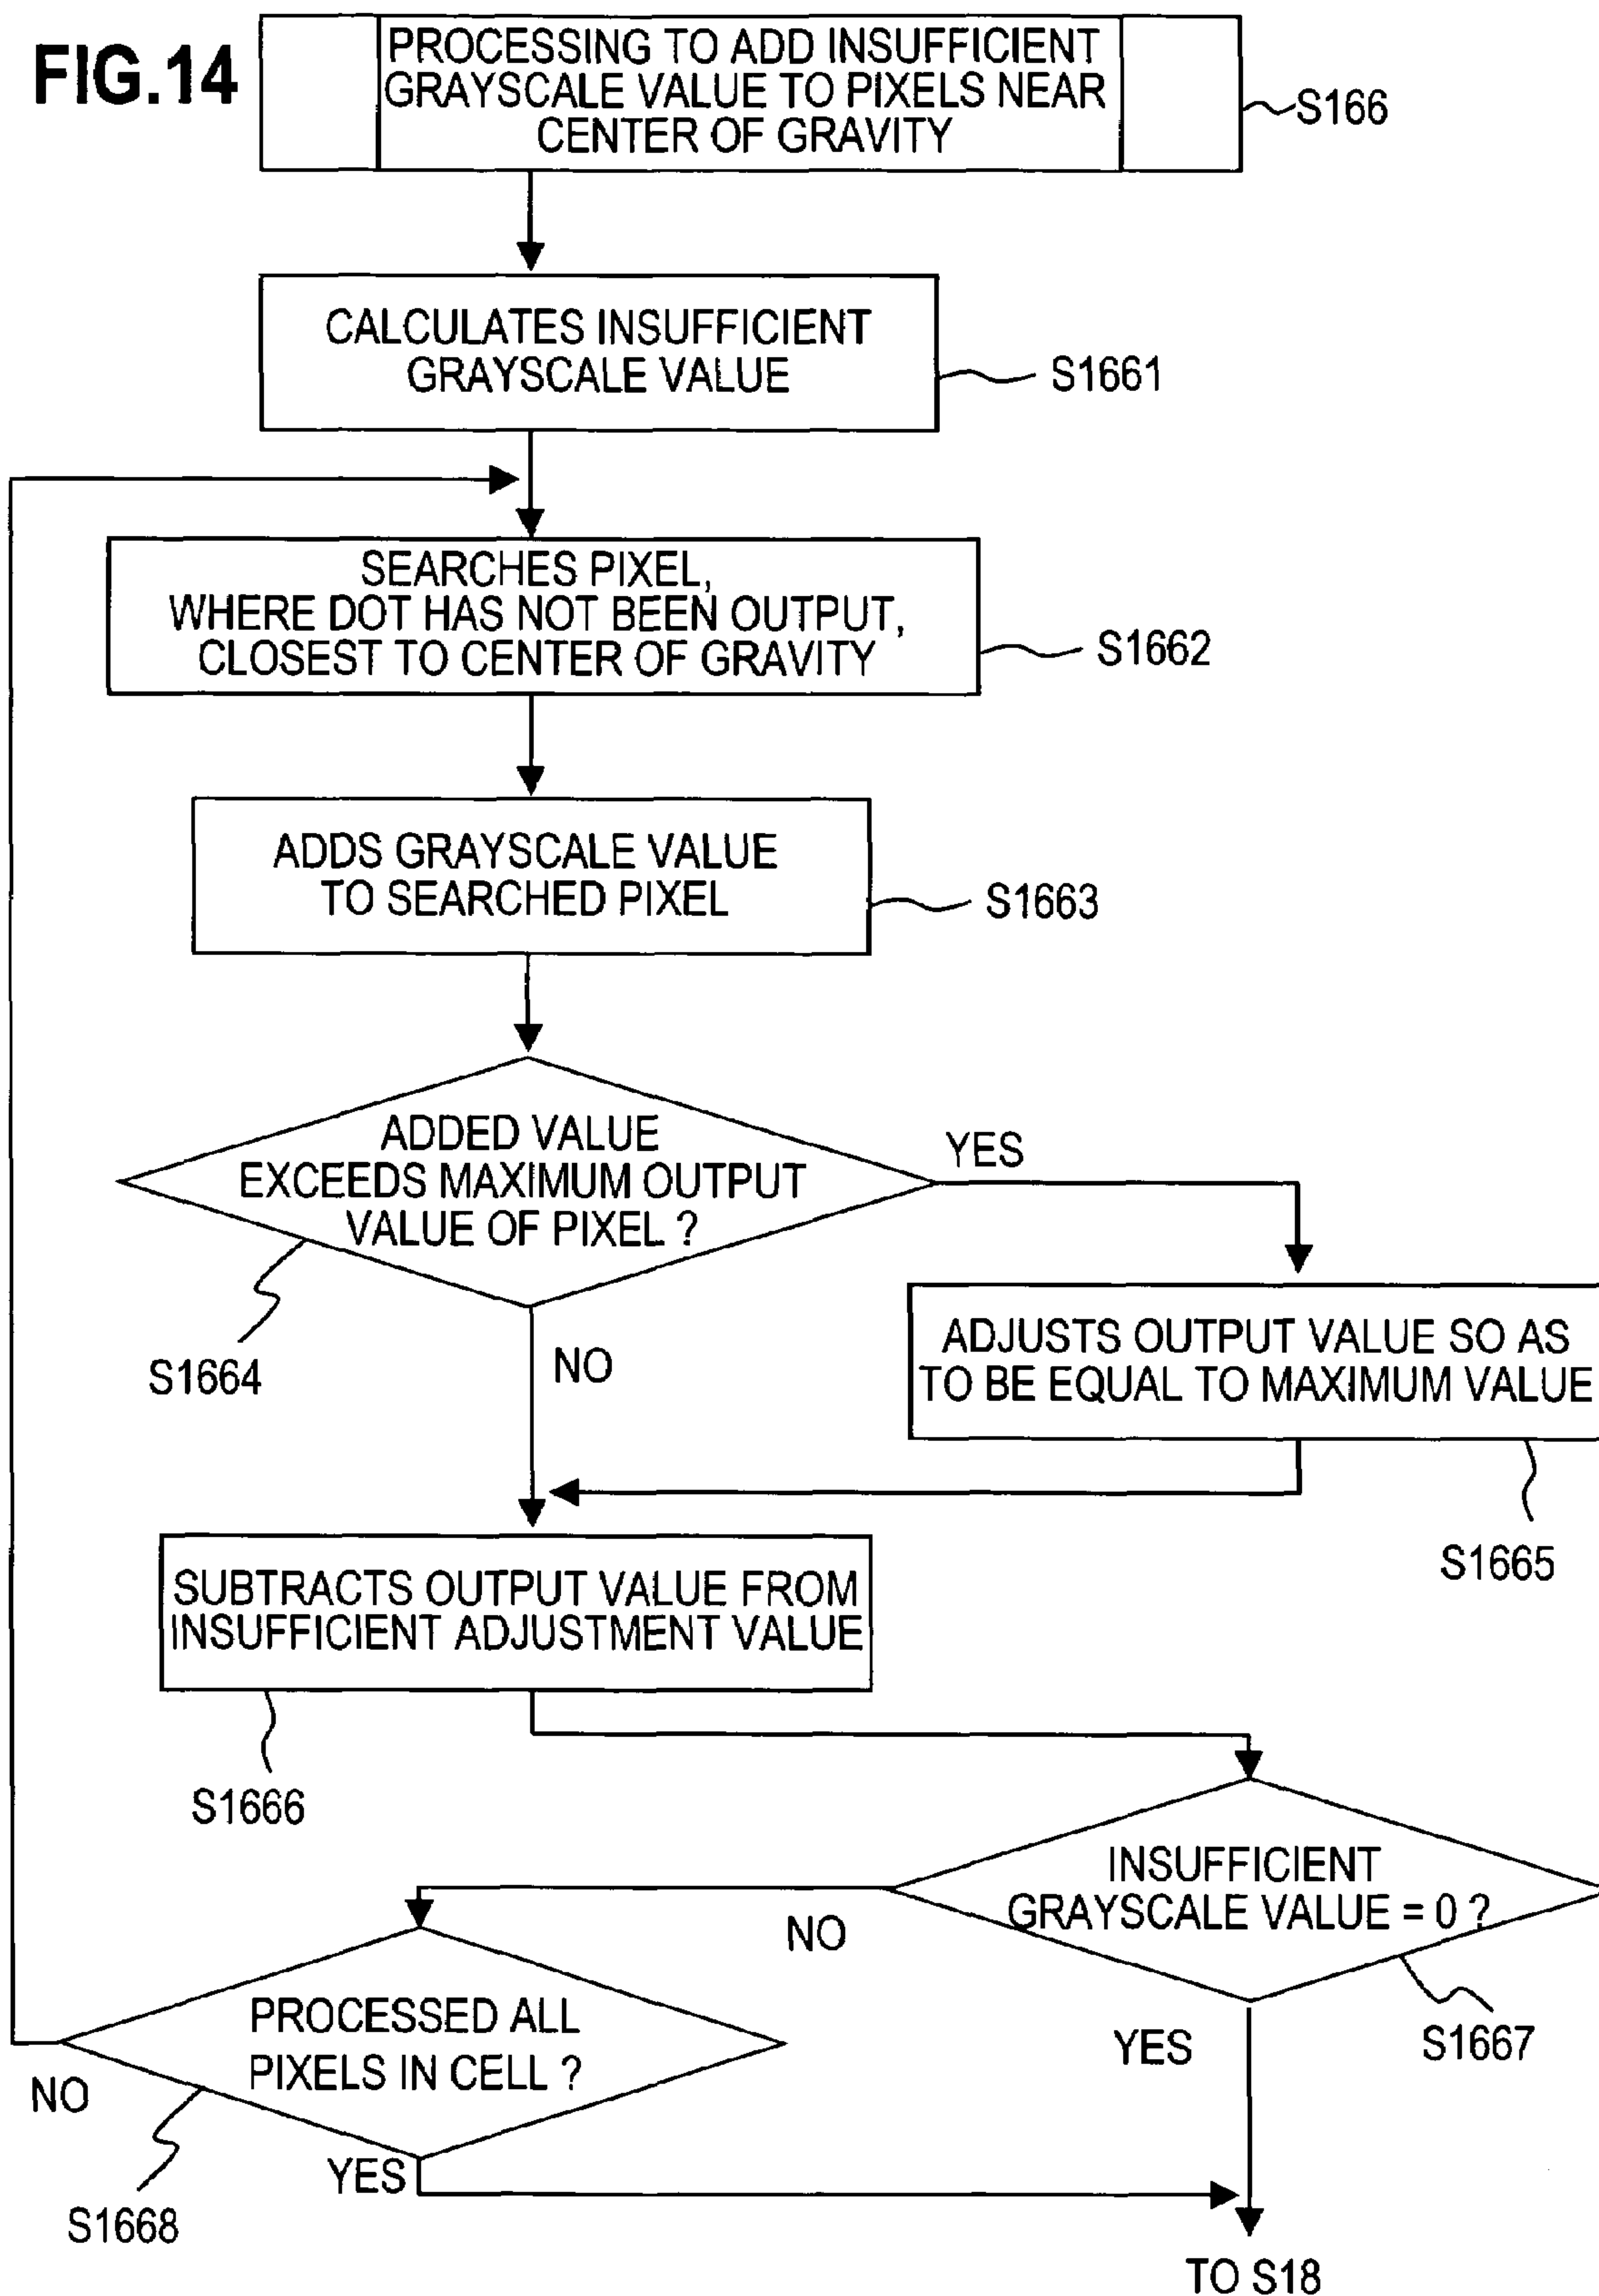 FIG.14
PROCESSING TO ADD INSUFFICIENT
GRAYSCALE VALUE TO PIXELS NEAR
CENTER OF GRAVITY
S166
CALCULATES INSUFFICIENT
GRAYSCALE VALUE
S1661
SEARCHES PIXEL,
WHERE DOT HAS NOT BEEN OUTPUT,
CLOSEST TO CENTER OF GRAVITY
S1662
ADDS GRAYSCALE VALUE
TO SEARCHED PIXEL
S1663
ADDED VALUE
EXCEEDS MAXIMUM OUTPUT
VALUE OF PIXEL ?
YES
S1664
NO
ADJUSTS OUTPUT VALUE SO AS
TO BE EQUAL TO MAXIMUM VALUE
S1665
SUBTRACTS OUTPUT VALUE FROM
INSUFFICIENT ADJUSTMENT VALUE
S1666
INSUFFICIENT
GRAYSCALE VALUE = 0 ?
NO
S1667
YES
PROCESSED ALL
PIXELS IN CELL ?
NO
YES
S1668
TO S18